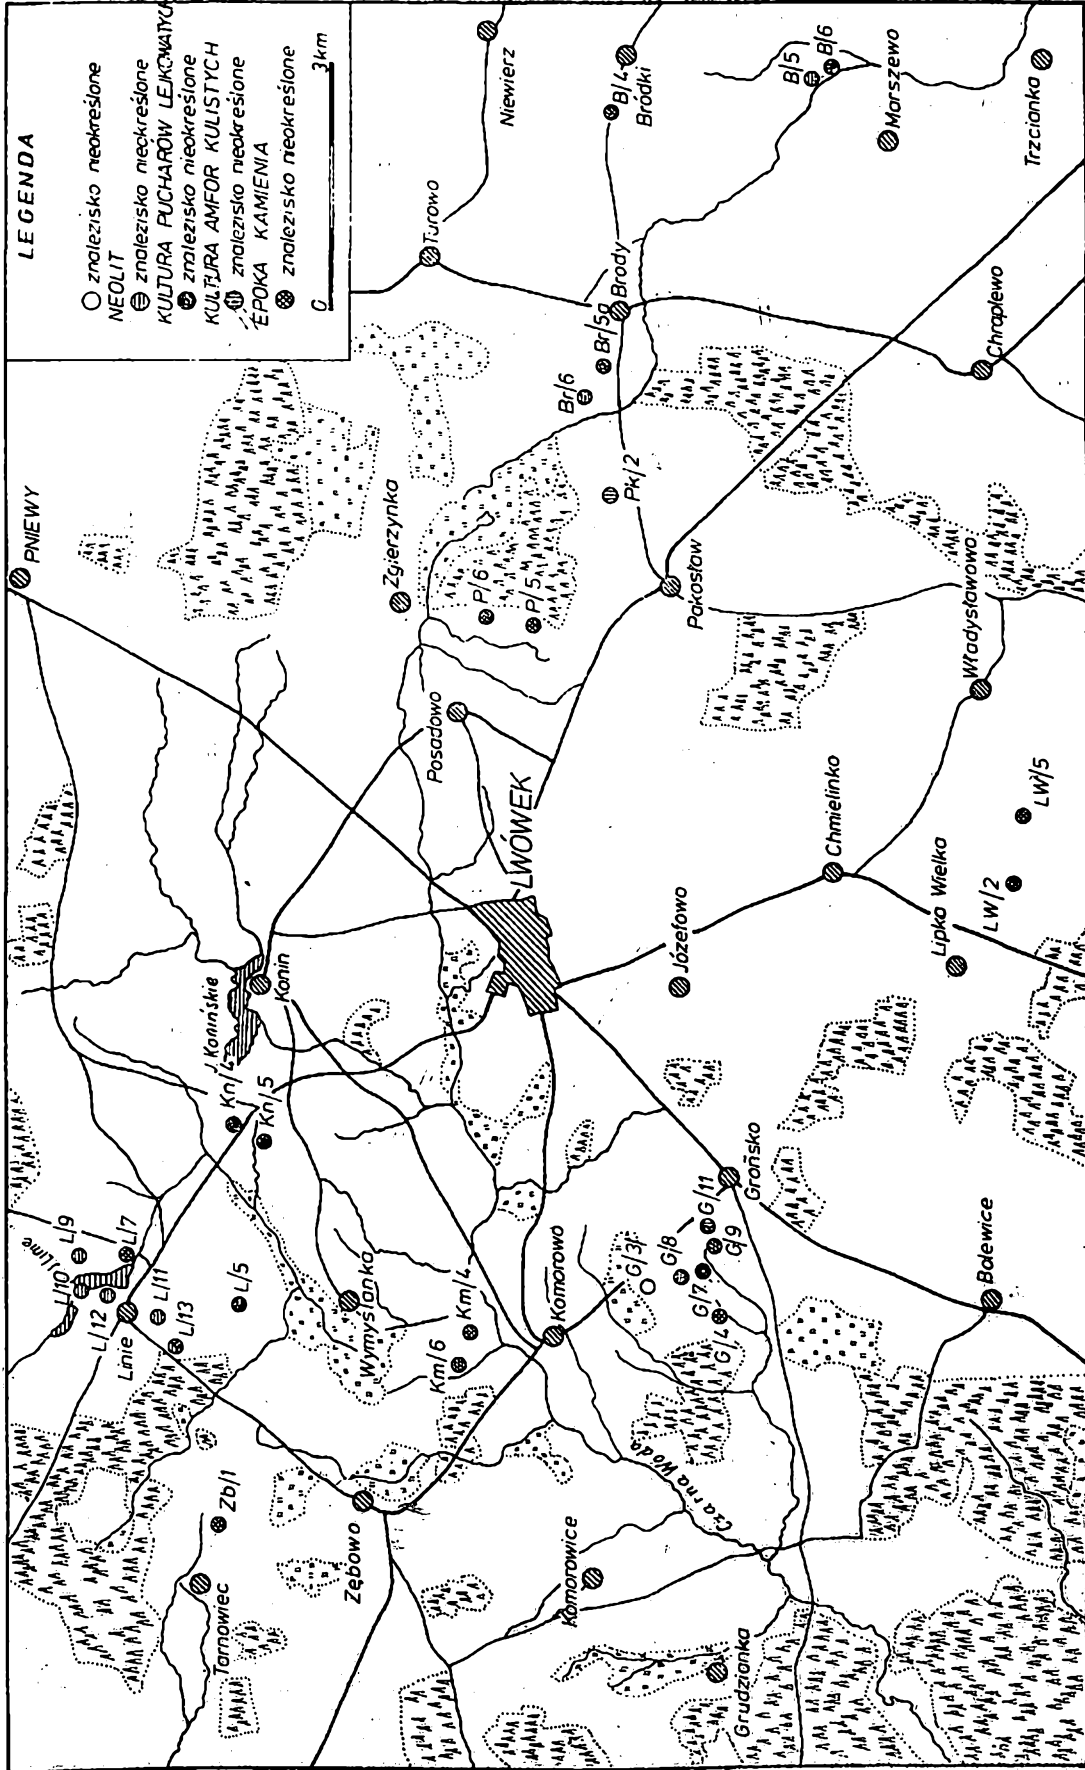 LEGENDA
znalezisko nieokreślone
NEOLIT
znalezisko nieokreślone
KULTURA PUCHARÓW LEJKOWATYCH
znalezisko nieokreślone
KULTURA AMFOR KULISTYCH
znalezisko nieokreślone
EPOKA KAMIENIA
znalezisko nieokreślone
0
3km
PNIEWY
Niewierz
Turowo
B/4
Bródki
B/5
B/6
Marszewo
Trzcianka
Brody
Br/5a
Br/6
Chraplewo
Pk/2
Zgierzynka
P/6
P/5
Pakosław
Władysławowo
Posadowo
LWÓWEK
Chmielinko
LW/5
LW/2
Lipka Wielka
Józefowo
J. Konińskie
Konin
Kn/4
Kn/5
Grońsko
G/11
G/9
G/8
G/7
G/3
G/4
Bolewice
L/9
J. Linie
L/10
L/7
L/12
L/11
L/13
L/5
Linie
Wymyślanka
Km/4
Km/6
Komorowo
Zb/1
Tarnowiec
Zębowo
Czarna Woda
Komorowice
Grudzianka